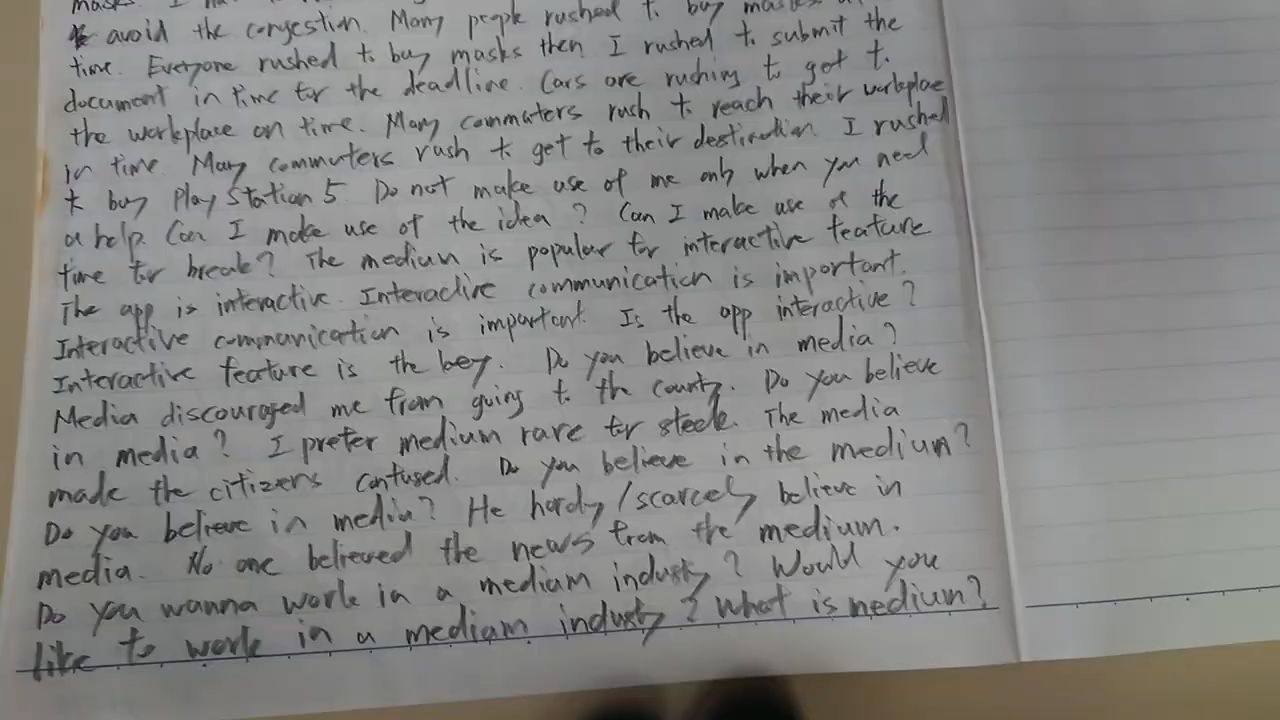 masks. I
avoid the congestion. Many people rushed to buy masks
time. Everyone rushed to buy masks then I rushed to submit the
document in time for the deadline. Cars are rushing to get to
the workplace on time. Many commuters rush to reach their workplace
in time. Many commuters rush to get to their destination. I rushed
to buy PlayStation 5. Do not make use of me only when you need
a help. Can I make use of the idea? Can I make use of the
time for break? The medium is popular for interactive feature
The app is interactive. Interactive communication is important.
Interactive communication is important. Is the app interactive?
Interactive feature is the key. Do you believe in media?
Media discouraged me from going to the country. Do you believe
in media? I prefer medium rare for steak. The media
made the citizens confused. Do you believe in the medium?
Do you believe in media? He hardly/scarcely believe in
media. No one believed the news from the medium.
Do you wanna work in a medium industry? Would you
like to work in a medium industry? What is medium?